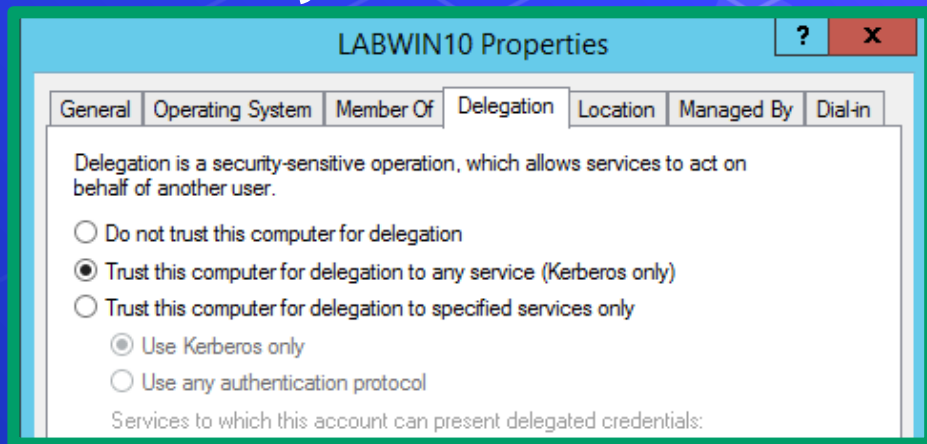 LABWIN10 Properties
? x
General Operating System Member Of Delegation Location Managed By Dial-in
Delegation is a security-sensitive operation, which allows services to act on
behalf of another user.
Do not trust this computer for delegation
Trust this computer for delegation to any service (Kerberos only)
Trust this computer for delegation to specified services only
Use Kerberos only
Use any authentication protocol
Services to which this account can present delegated credentials: